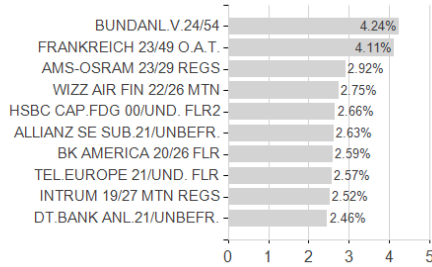 BUNDANL.V.24/54 4.24%
FRANKREICH 23/49 O.A.T. 4.11%
AMS-OSRAM 23/29 REGS 2.92%
WIZZ AIR FIN 22/26 MTN 2.75%
HSBC CAP.FDG 00/UND. FLR2 2.66%
ALLIANZ SE SUB.21/UNBEFR. 2.63%
BK AMERICA 20/26 FLR 2.59%
TEL.EUROPE 21/UND. FLR 2.57%
INTRUM 19/27 MTN REGS 2.52%
DT.BANK ANL.21/UNBEFR. 2.46%
0 1 2 3 4 5